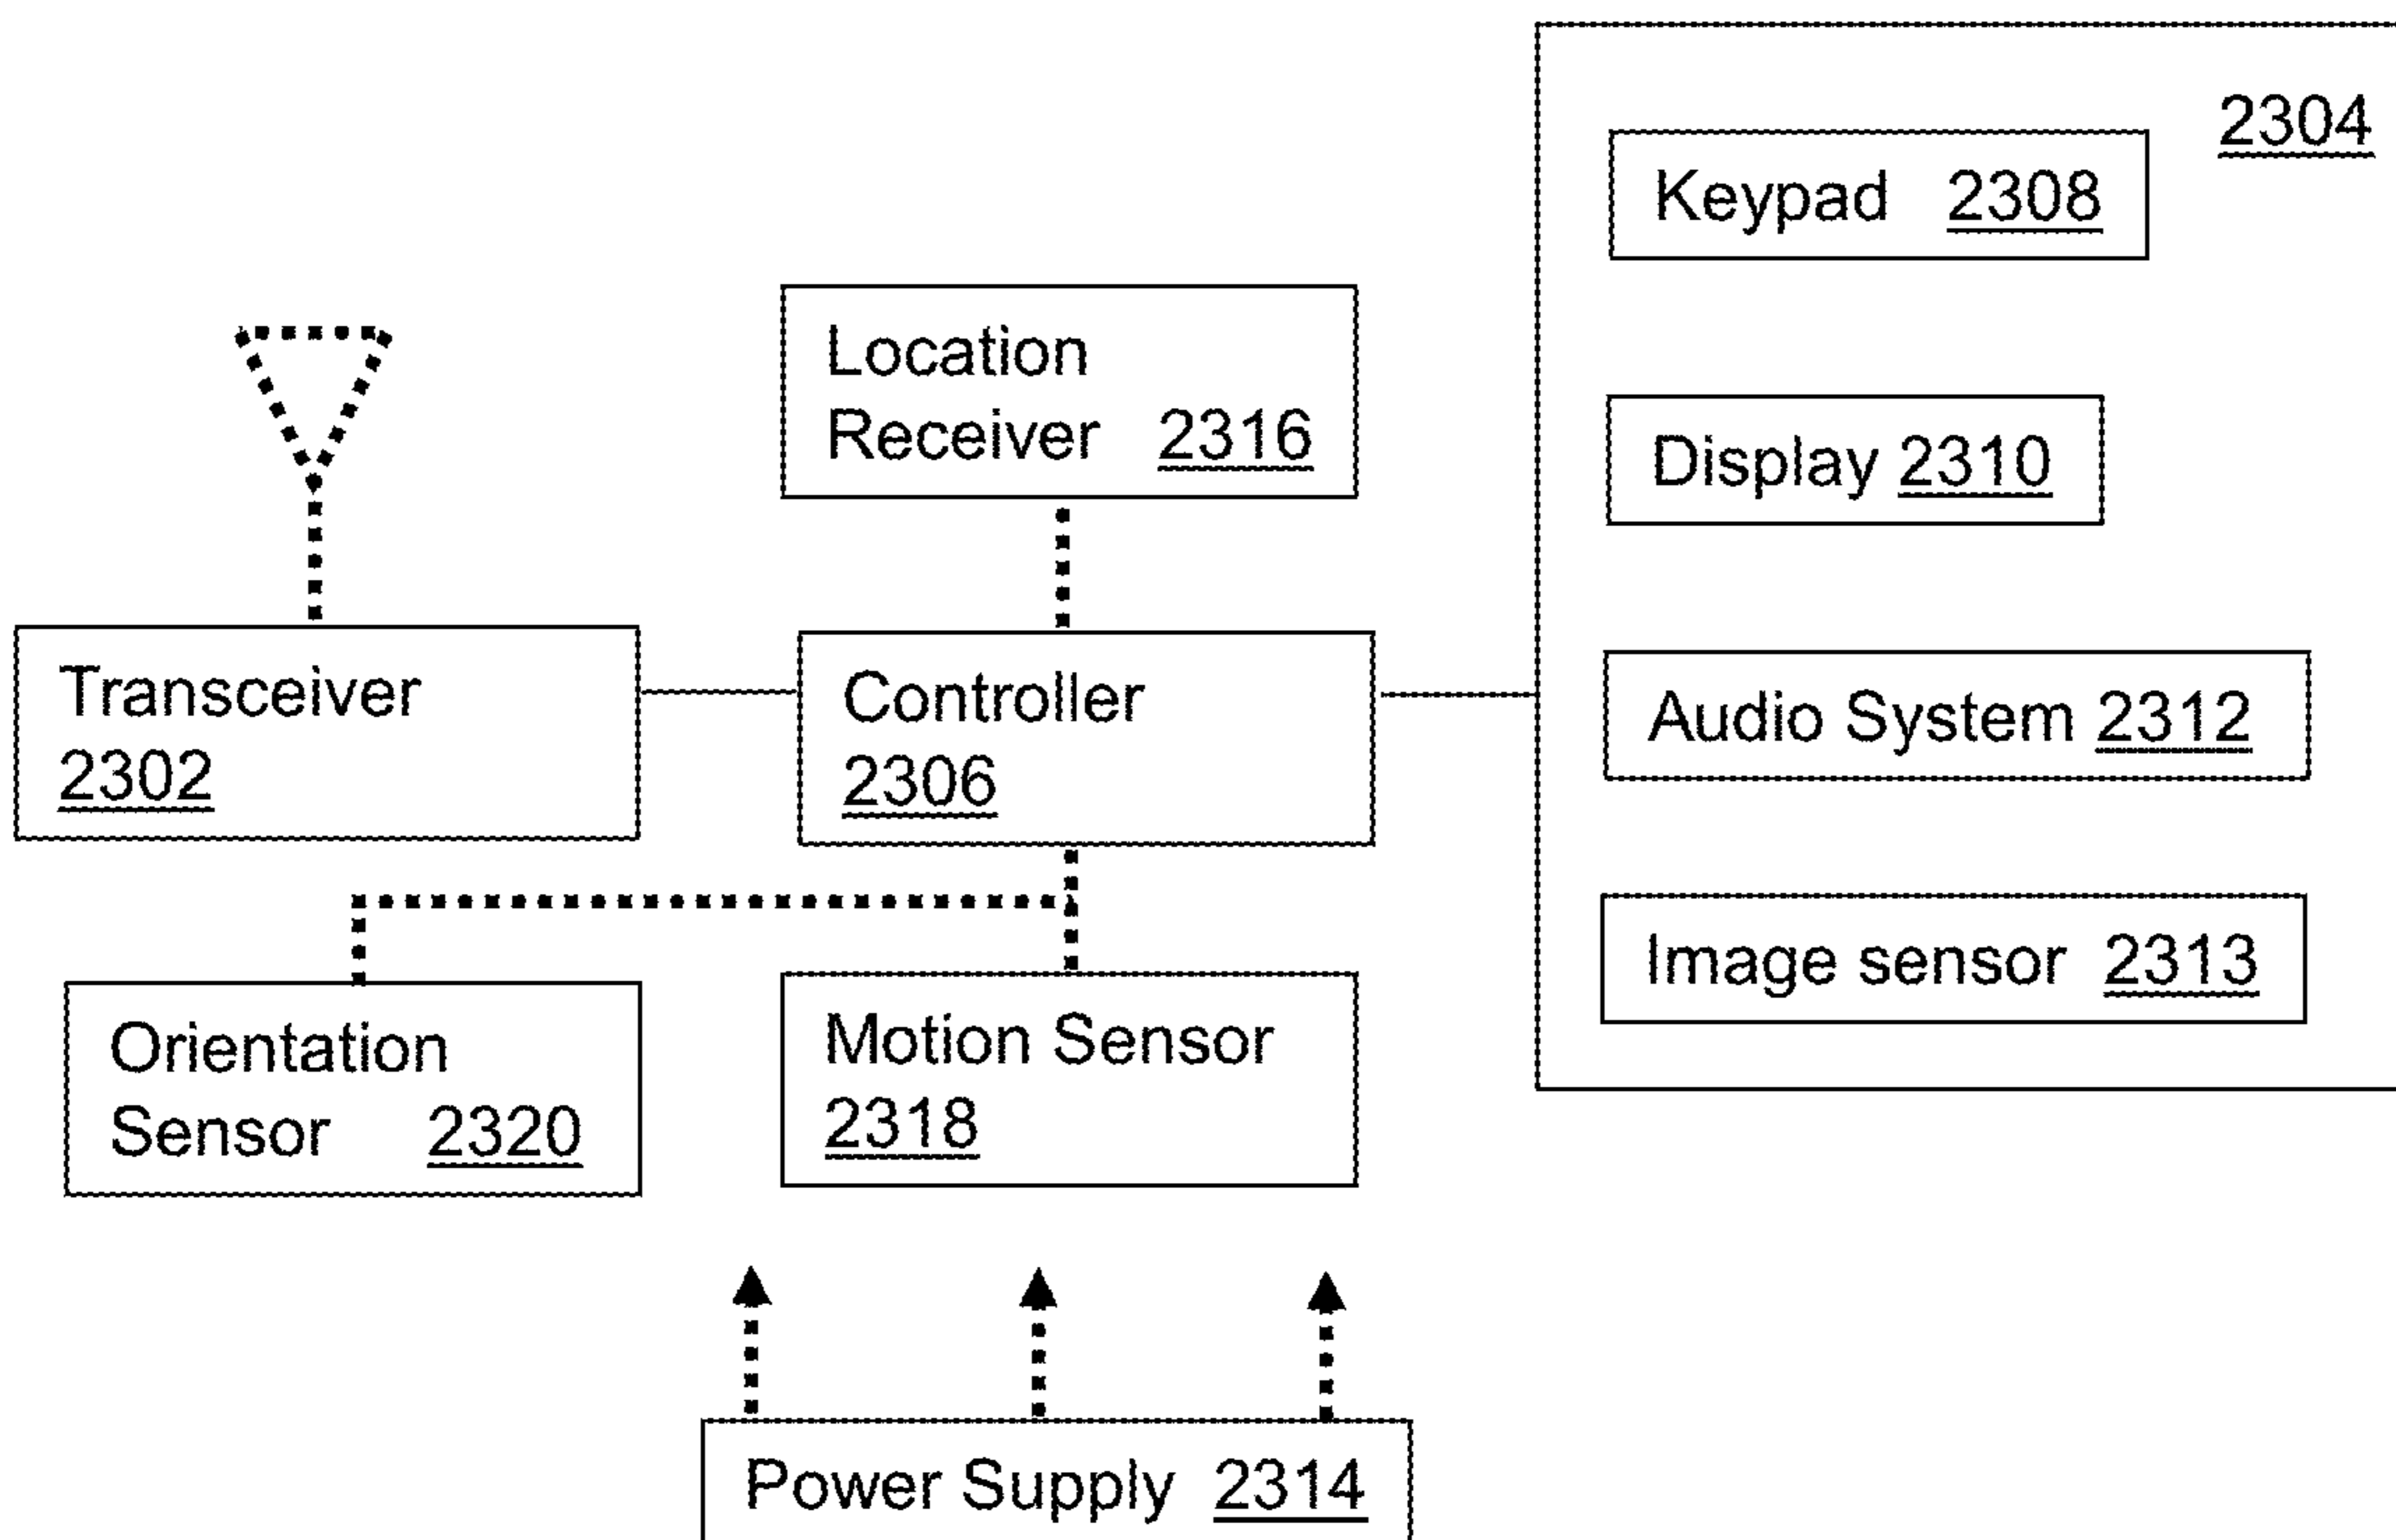 2304
Keypad 2308
Location
Receiver 2316
Display 2310
Transceiver
2302
Controller
2306
Audio System 2312
Image sensor 2313
Orientation
Sensor 2320
Motion Sensor
2318
Power Supply 2314